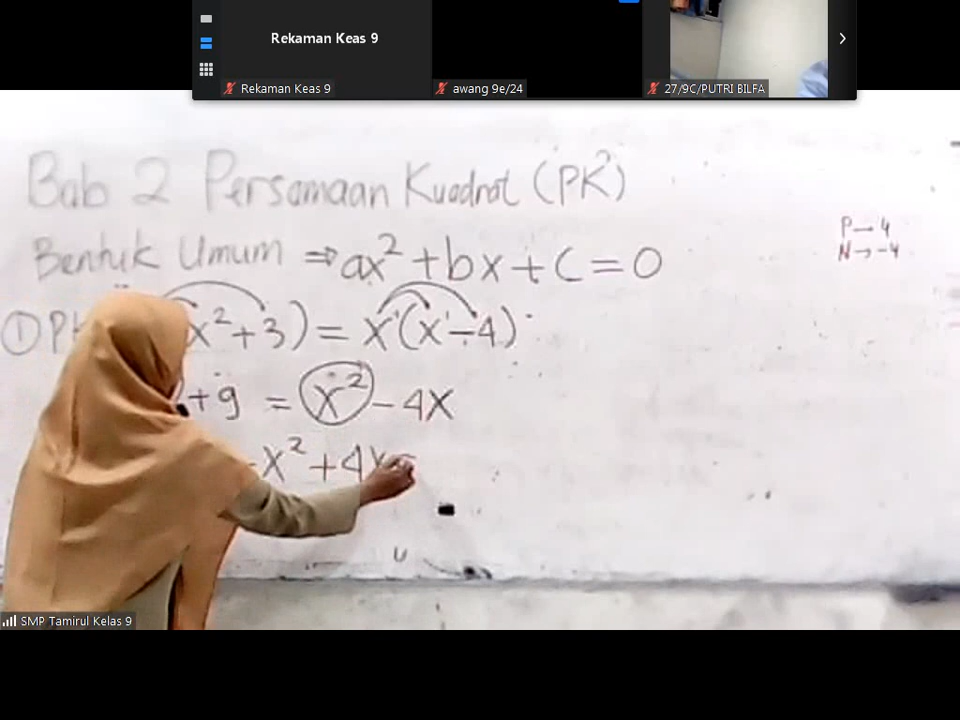 Rekaman Keas 9
Rekaman Keas 9
awang 9e/24
27/9C/PUTRI BILFA
Bab 2 Persamaan Kuadrat (PK²)
Bentuk Umum ⇒ ax² + bx + c = 0
P → 4
N → -4
① x² + 3) = x (x - 4)
+ 9 = x² - 4x
- x² + 4x =
SMP Tamirul Kelas 9